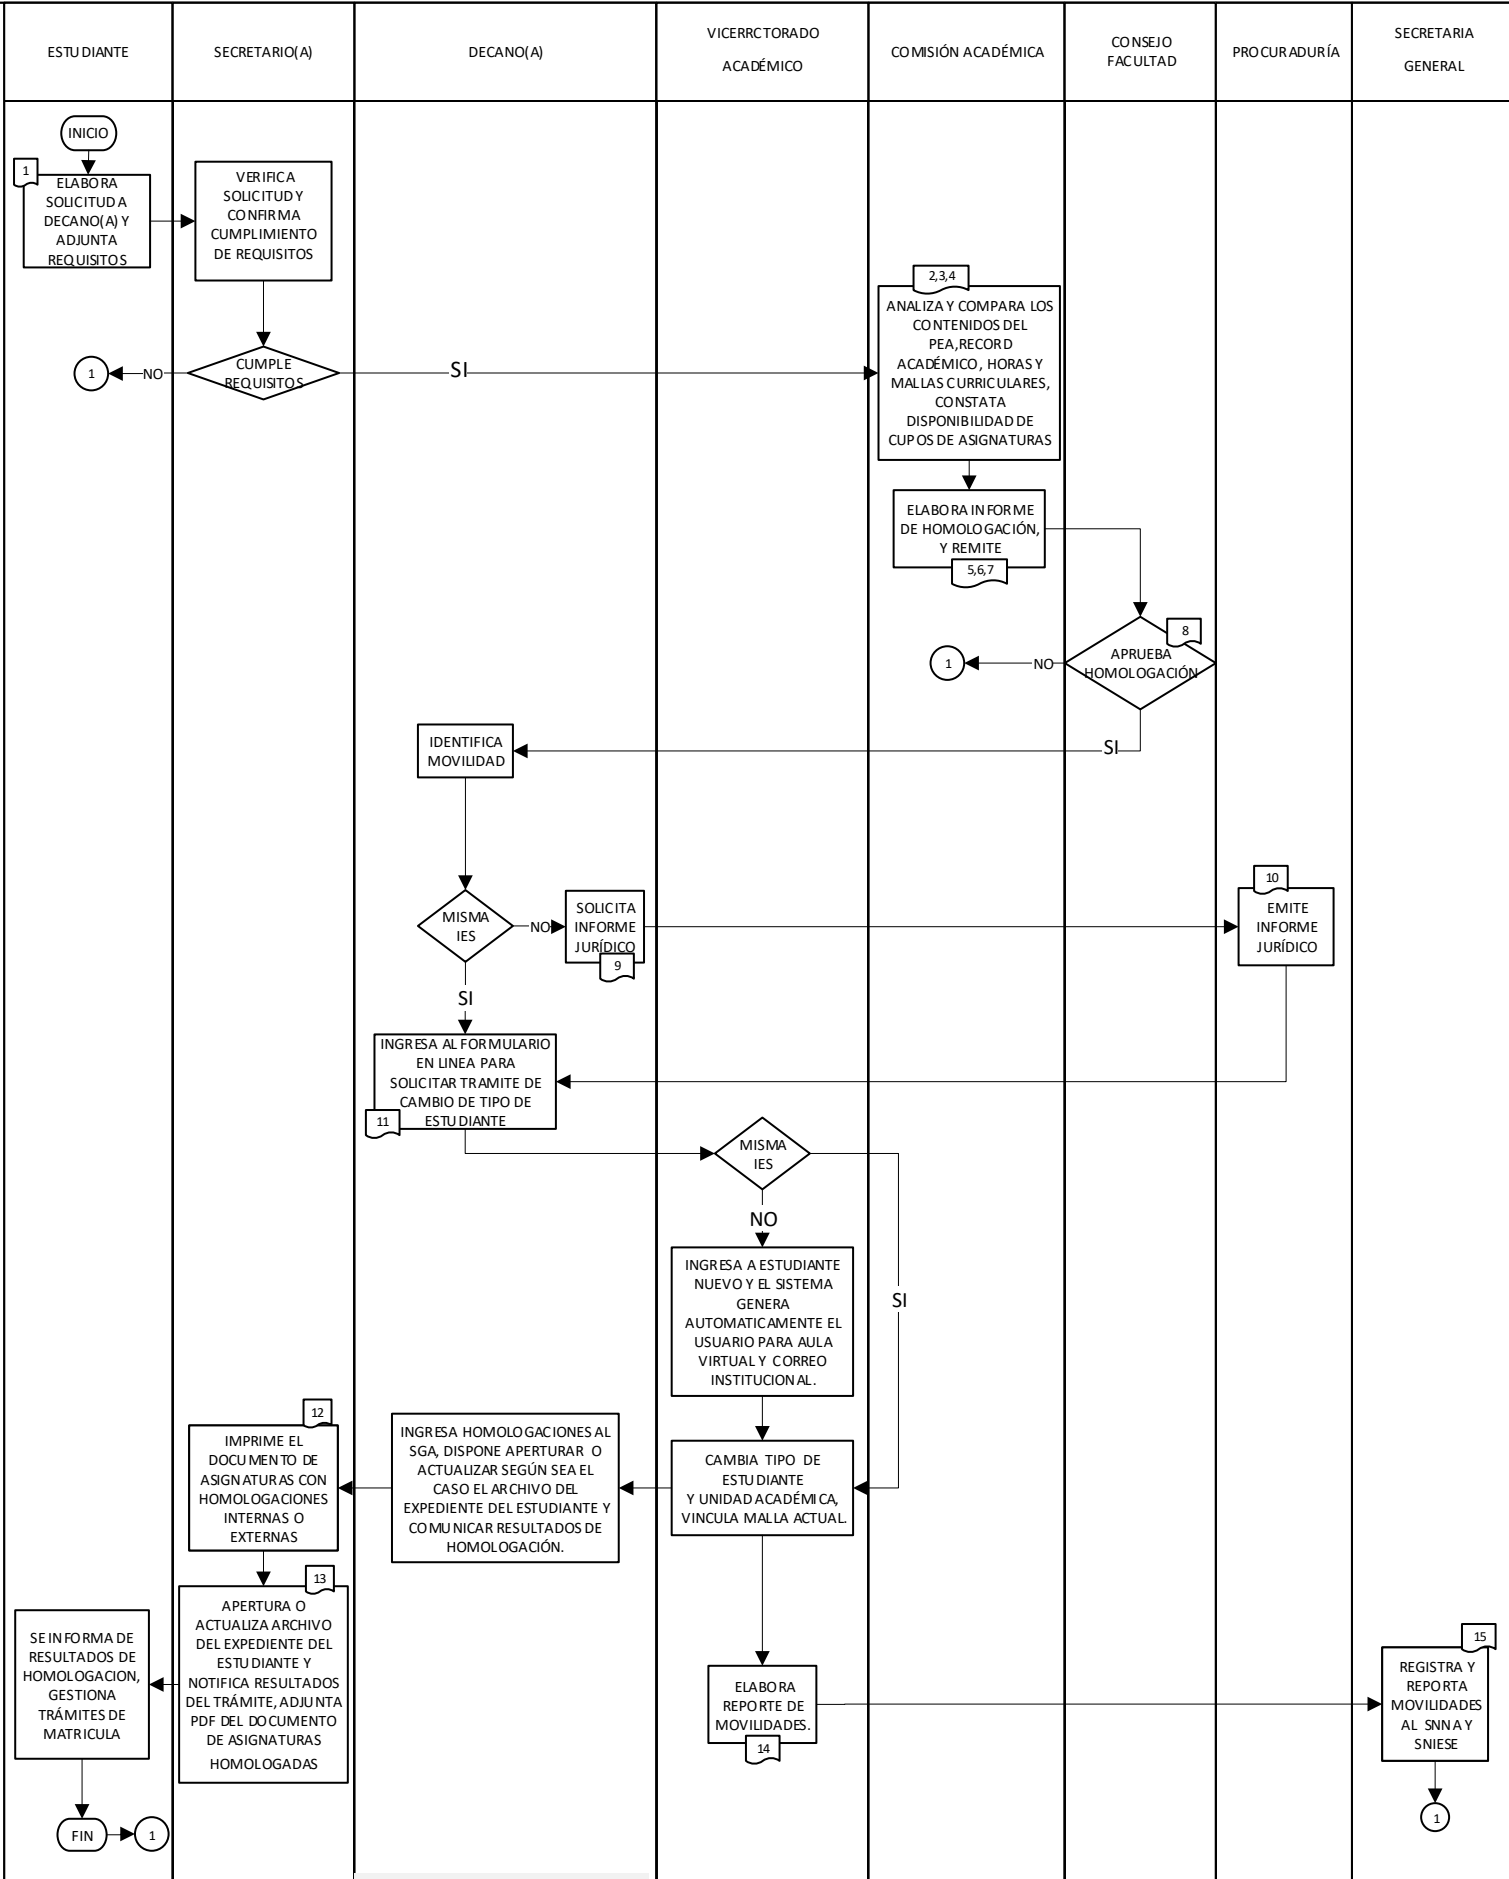 ESTUDIANTE
SECRETARIO(A)
DECANO(A)
VICERRCTORADO
ACADÉMICO
COMISIÓN ACADÉMICA
CONSEJO
FACULTAD
PROCURADURÍA
SECRETARIA
GENERAL
INICIO
1
ELABORA
SOLICITUD A
DECANO(A) Y
ADJUNTA
REQUISITOS
VERIFICA
SOLICITUD Y
CONFIRMA
CUMPLIMIENTO
DE REQUISITOS
CUMPLE
REQUISITOS
NO
1
SI
2,3,4
ANALIZA Y COMPARA LOS
CONTENIDOS DEL
PEA,RECORD
ACADÉMICO, HORAS Y
MALLAS CURRICULARES,
CONSTATA
DISPONIBILIDAD DE
CUPOS DE ASIGNATURAS
ELABORA INFORME
DE HOMOLOGACIÓN,
Y REMITE
5,6,7
8
APRUEBA
HOMOLOGACIÓN
NO
1
SI
IDENTIFICA
MOVILIDAD
MISMA
IES
NO
SOLICITA
INFORME
JURÍDICO
9
10
EMITE
INFORME
JURÍDICO
SI
INGRESA AL FORMULARIO
EN LINEA PARA
SOLICITAR TRAMITE DE
CAMBIO DE TIPO DE
ESTUDIANTE
11
MISMA
IES
NO
SI
INGRESA A ESTUDIANTE
NUEVO Y EL SISTEMA
GENERA
AUTOMATICAMENTE EL
USUARIO PARA AULA
VIRTUAL Y CORREO
INSTITUCIONAL.
CAMBIA TIPO DE
ESTUDIANTE
Y UNIDAD ACADÉMICA,
VINCULA MALLA ACTUAL.
INGRESA HOMOLOGACIONES AL
SGA, DISPONE APERTURAR O
ACTUALIZAR SEGÚN SEA EL
CASO EL ARCHIVO DEL
EXPEDIENTE DEL ESTUDIANTE Y
COMUNICAR RESULTADOS DE
HOMOLOGACIÓN.
12
IMPRIME EL
DOCUMENTO DE
ASIGNATURAS CON
HOMOLOGACIONES
INTERNAS O
EXTERNAS
13
APERTURA O
ACTUALIZA ARCHIVO
DEL EXPEDIENTE DEL
ESTUDIANTE Y
NOTIFICA RESULTADOS
DEL TRÁMITE, ADJUNTA
PDF DEL DOCUMENTO
DE ASIGNATURAS
HOMOLOGADAS
SE INFORMA DE
RESULTADOS DE
HOMOLOGACION,
GESTIONA
TRÁMITES DE
MATRICULA
FIN
1
ELABORA
REPORTE DE
MOVILIDADES.
14
15
REGISTRA Y
REPORTA
MOVILIDADES
AL SNNA Y
SNIESE
1